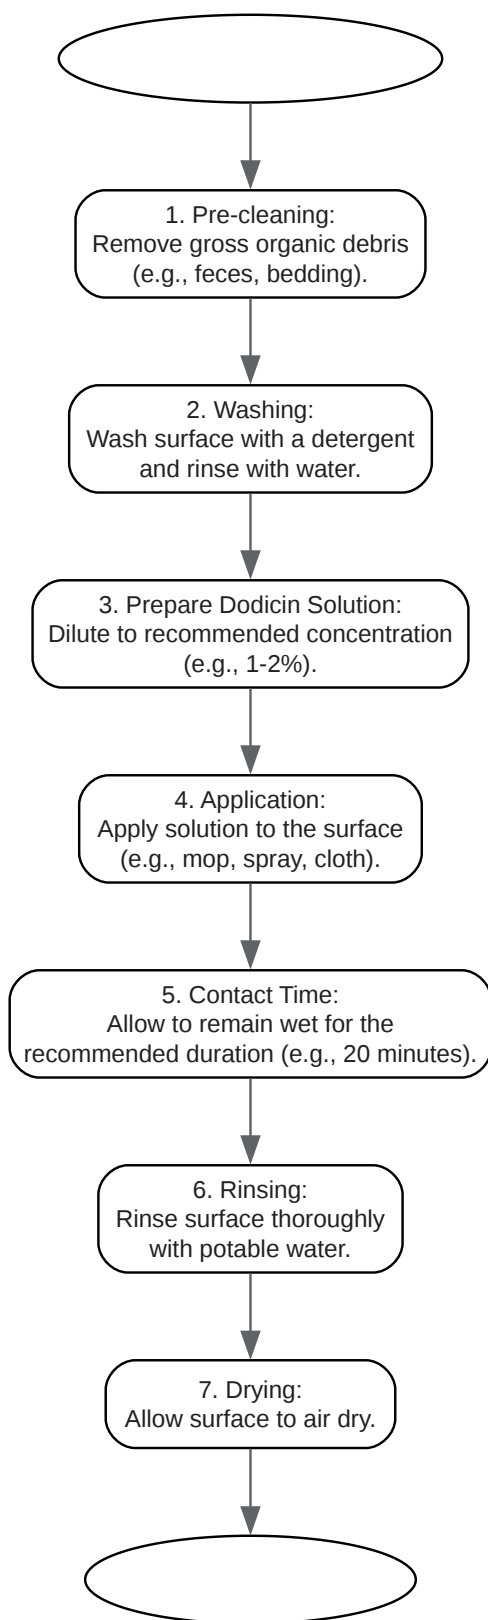 1. Pre-cleaning:
Remove gross organic debris
(e.g., feces, bedding).
2. Washing:
Wash surface with a detergent
and rinse with water.
3. Prepare Dodicin Solution:
Dilute to recommended concentration
(e.g., 1-2%).
4. Application:
Apply solution to the surface
(e.g., mop, spray, cloth).
5. Contact Time:
Allow to remain wet for the
recommended duration (e.g., 20 minutes).
6. Rinsing:
Rinse surface thoroughly
with potable water.
7. Drying:
Allow surface to air dry.